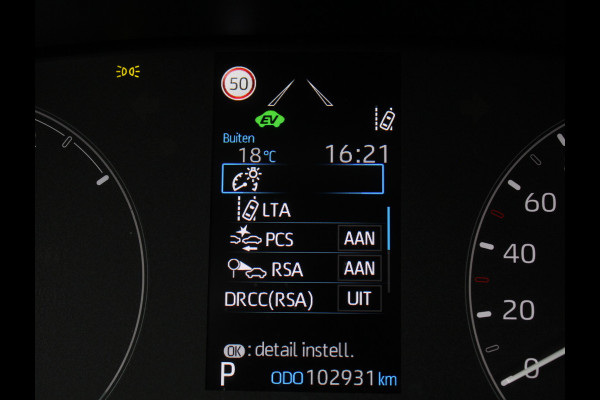 50
EV
Buiten
18°C 16:21
LTA
PCS AAN
RSA AAN
DRCC(RSA) UIT
OK : detail instell.
P ODO 102931 km
60
40
20
0